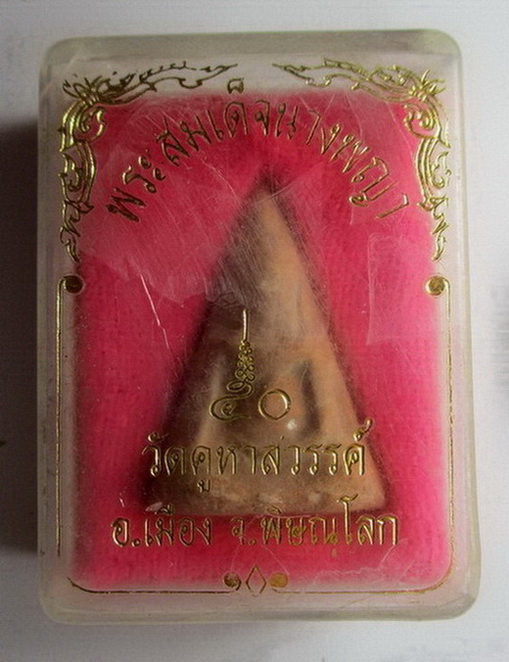 พระสมเด็จนางพญา
๔๐
วัดคูหาสวรรค์
อ.เมือง จ.พิษณุโลก